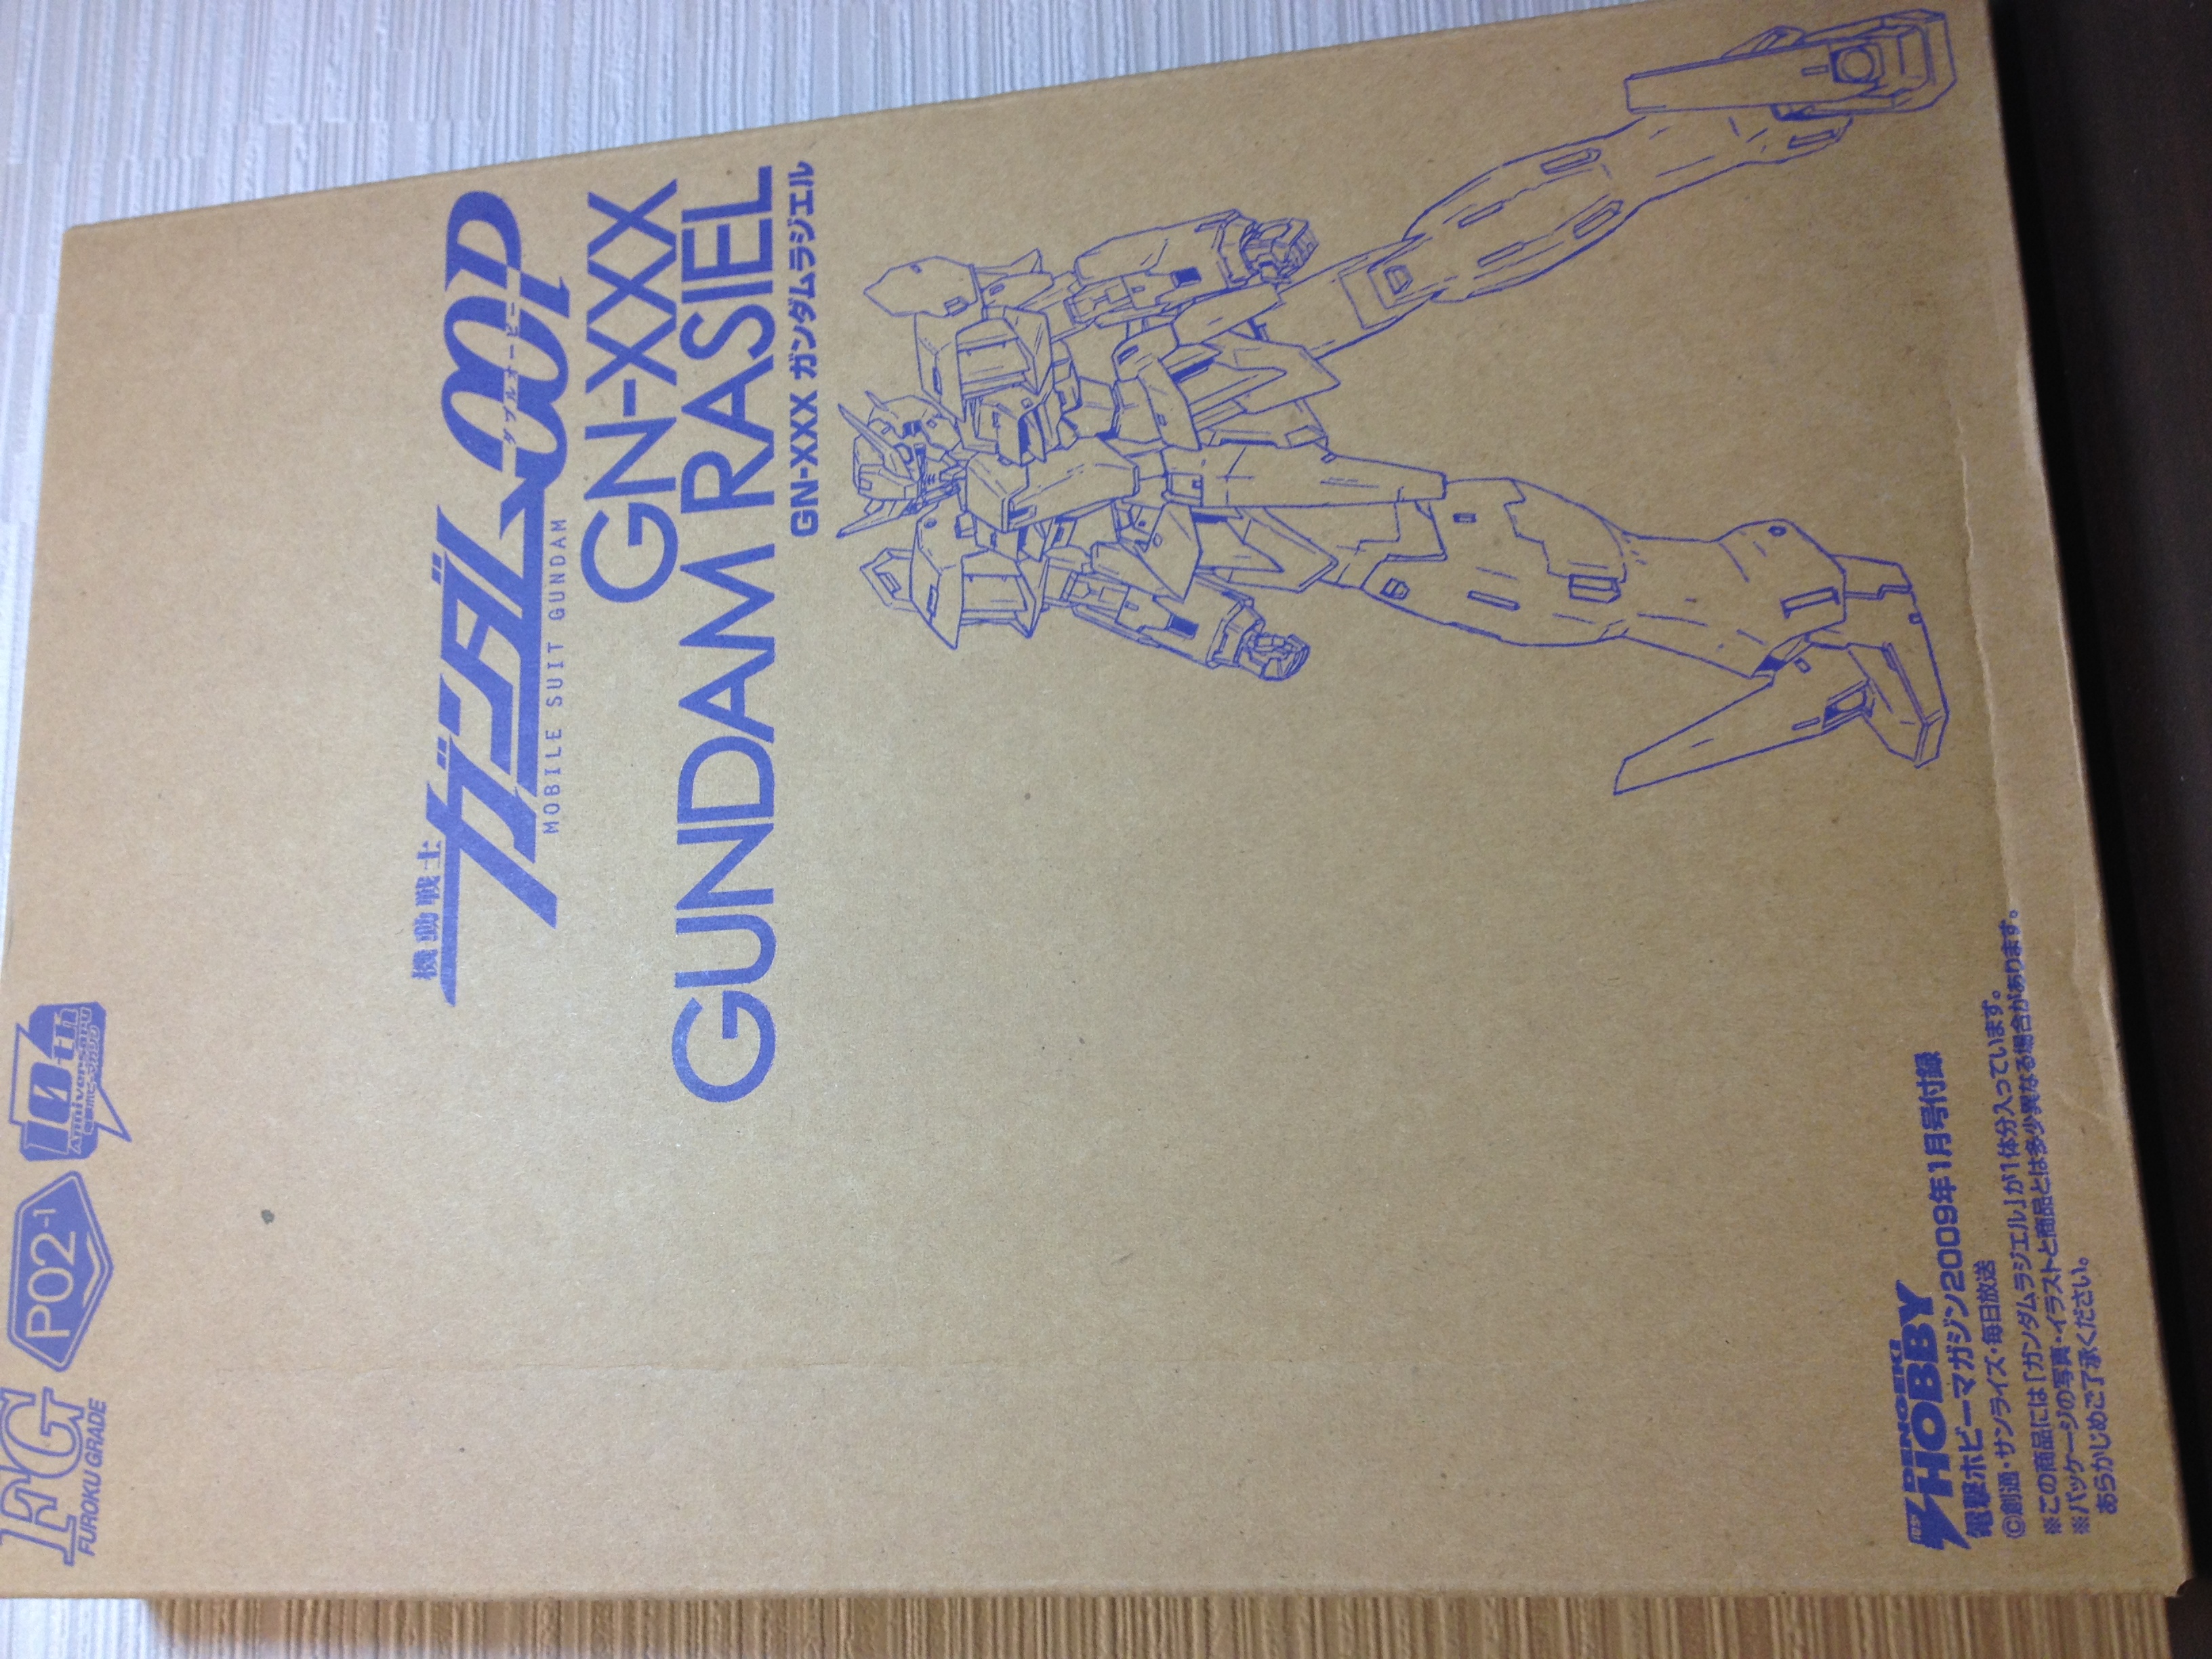 FG
FUROKU GRADE
P02-1
10th
Anniversary
電撃ホビーマガジン
機動戦士
ガンダムOOP
ダブルオーピー
MOBILE SUIT GUNDAM
GN-XXX
GUNDAM RASIEL
GN-XXX ガンダムラジエル
DENGEKI
HOBBY
電撃ホビーマガジン2009年1月号付録
©創通・サンライズ・毎日放送
※この商品には「ガンダムラジエル」が1体分入っています。
※パッケージの写真・イラストと商品とは多少異なる場合があります。
あらかじめご了承ください。